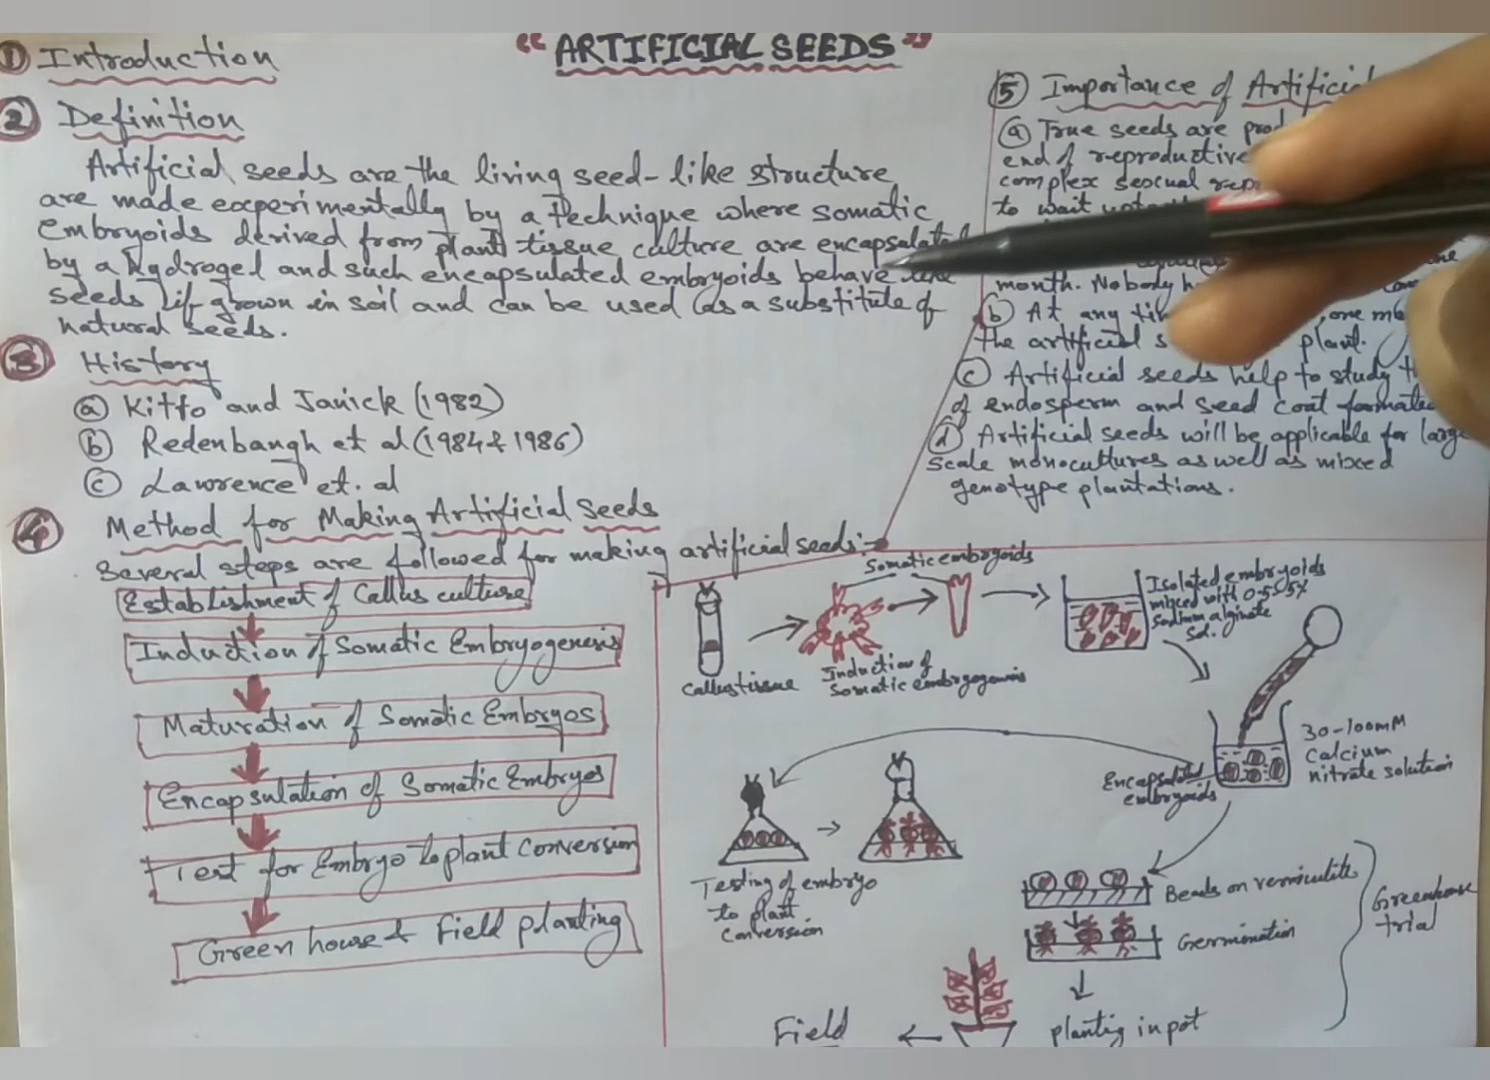 " ARTIFICIAL SEEDS "
① Introduction
② Definition
Artificial seeds are the living seed-like structure
are made experimentally by a technique where somatic
embryoids derived from plant tissue culture are encapsulated
by a hydrogel and such encapsulated embryoids behave like
seeds if grown in soil and can be used as a substitute of
natural seeds.
③ History
ⓐ Kitto and Janick (1982)
ⓑ Redenbangh et al (1984 & 1986)
ⓒ Lawrence et. al
④ Method for Making Artificial Seeds
Several steps are followed for making artificial seeds:-
Establishment of Callus culture
Induction of Somatic Embryogenesis
Maturation of Somatic Embryos
Encapsulation of Somatic Embryos
Test for Embryo to plant conversion
Green house & Field planting
⑤ Importance of Artificial
ⓐ True seeds are
end of reproductive
complex sexual
to wait
month. Nobody
ⓑ At any one
the artificial plant.
ⓒ Artificial seeds help to study
of endosperm and seed coat formation
ⓓ Artificial seeds will be applicable for large
scale monocultures as well as mixed
genotype plantations.
Somatic embryoids
Callus tissue
Induction of
Somatic embryogenesis
Isolated embryoids
mixed with 0.5-5%
Sodium alginate
Sol.
30-100mM
Calcium
nitrate solution
Encapsulated
embryoids
Testing of embryo
to plant
conversion
Beads on vermiculite
Germination
Greenhouse
trial
planting in pot
Field